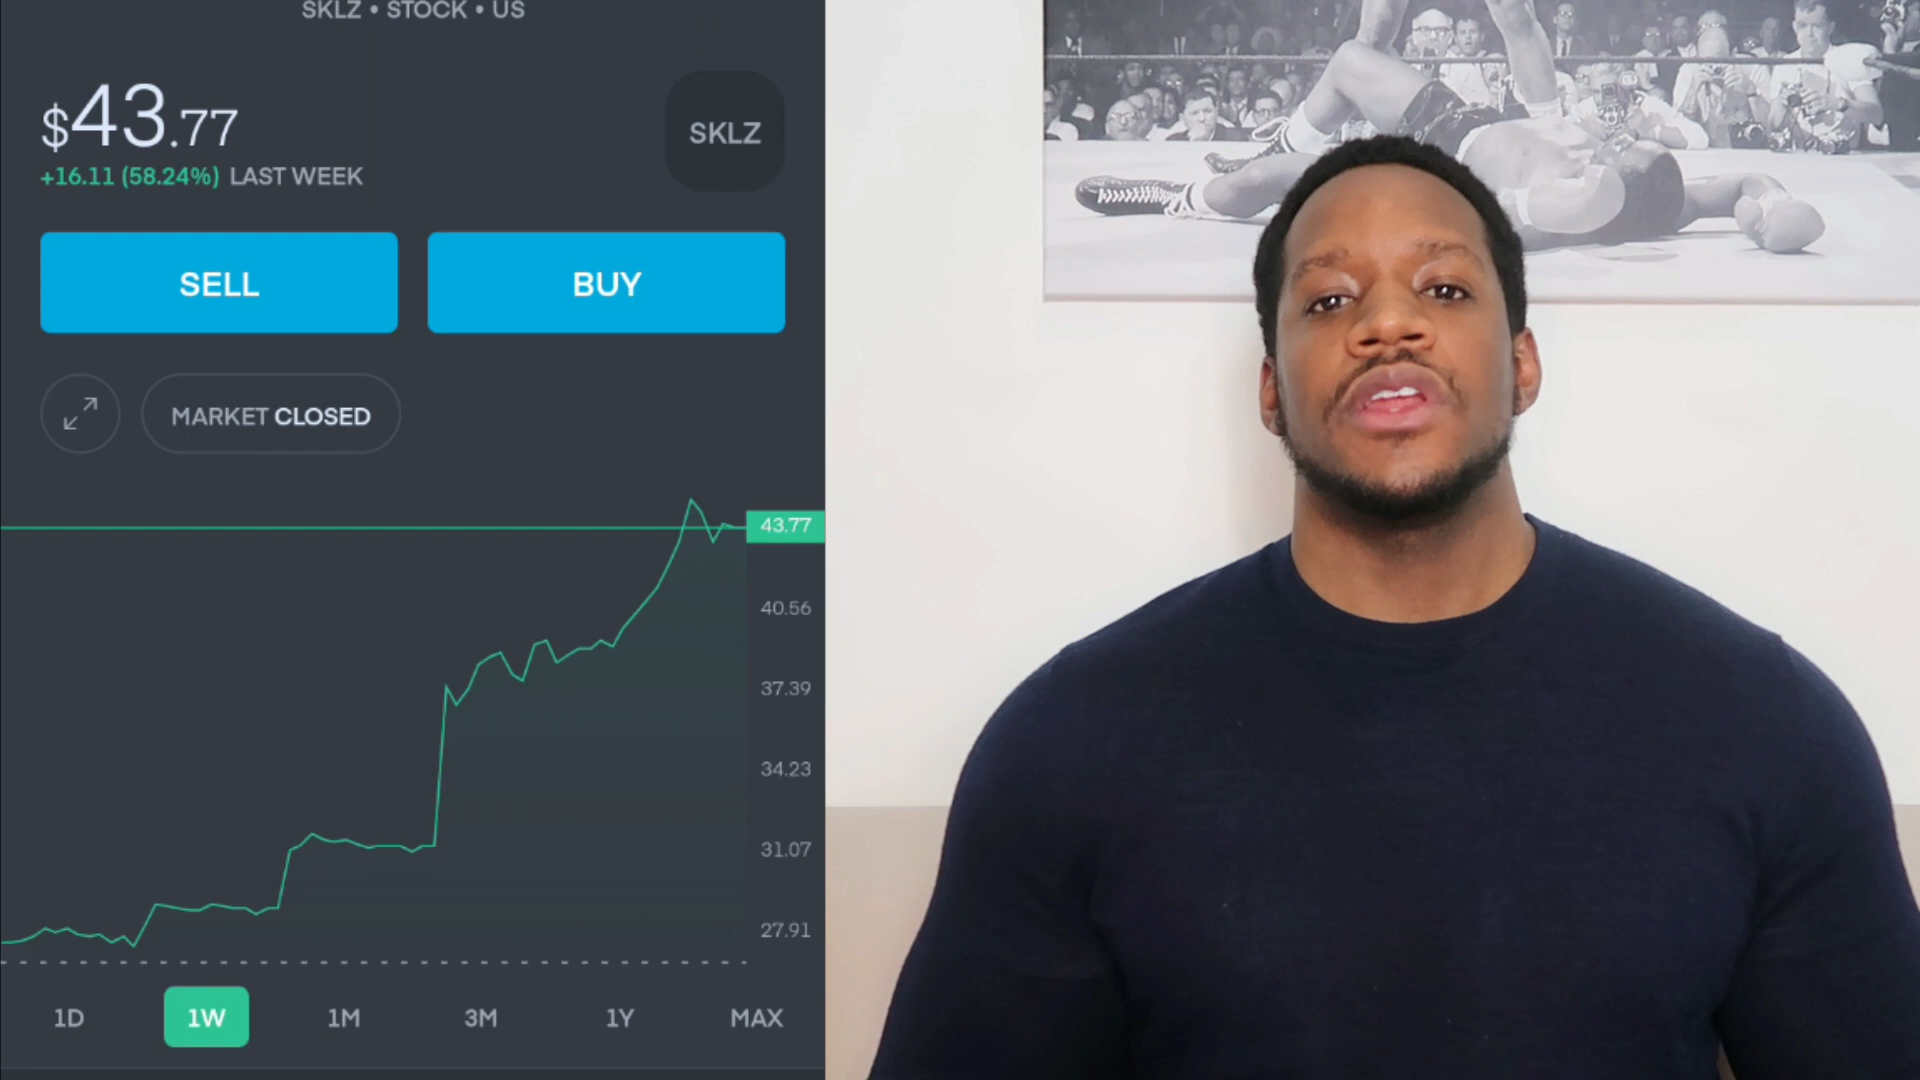 SKLZ • STOCK • US
$43.77
SKLZ
+16.11 (58.24%) LAST WEEK
SELL
BUY
MARKET CLOSED
43.77
40.56
37.39
34.23
31.07
27.91
1D
1W
1M
3M
1Y
MAX